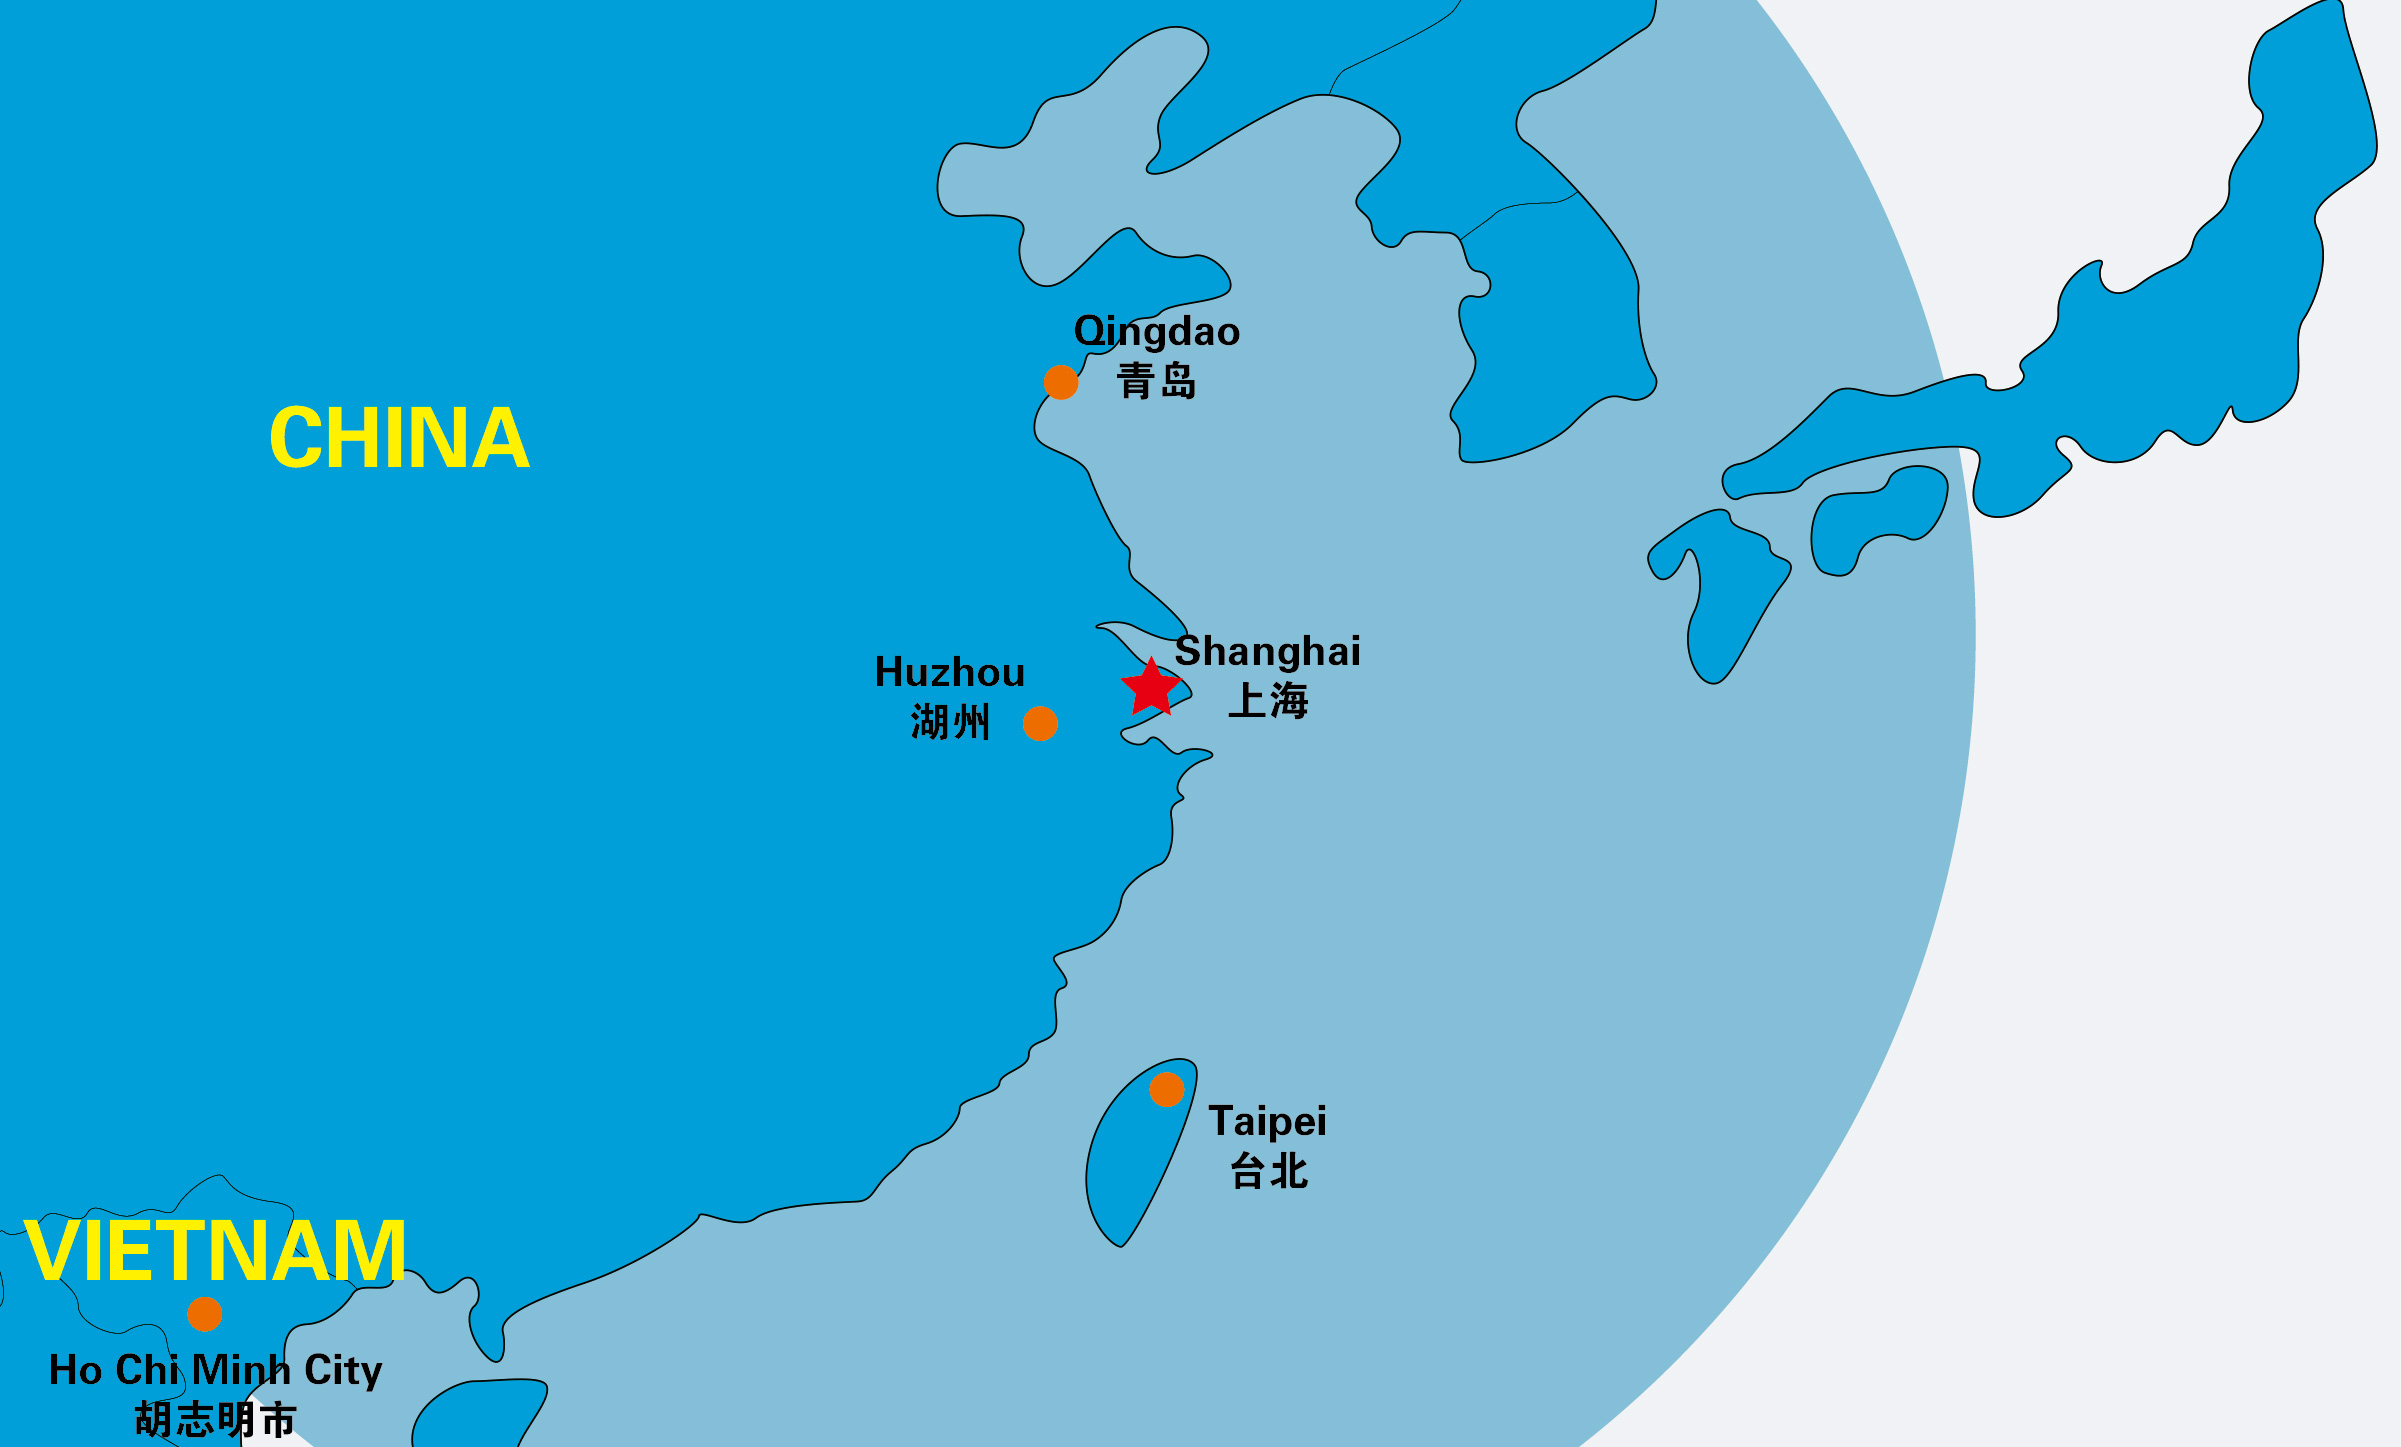 Qingdao
青岛
CHINA
Shanghai
上海
Huzhou
湖州
Taipei
台北
VIETNAM
Ho Chi Minh City
胡志明市